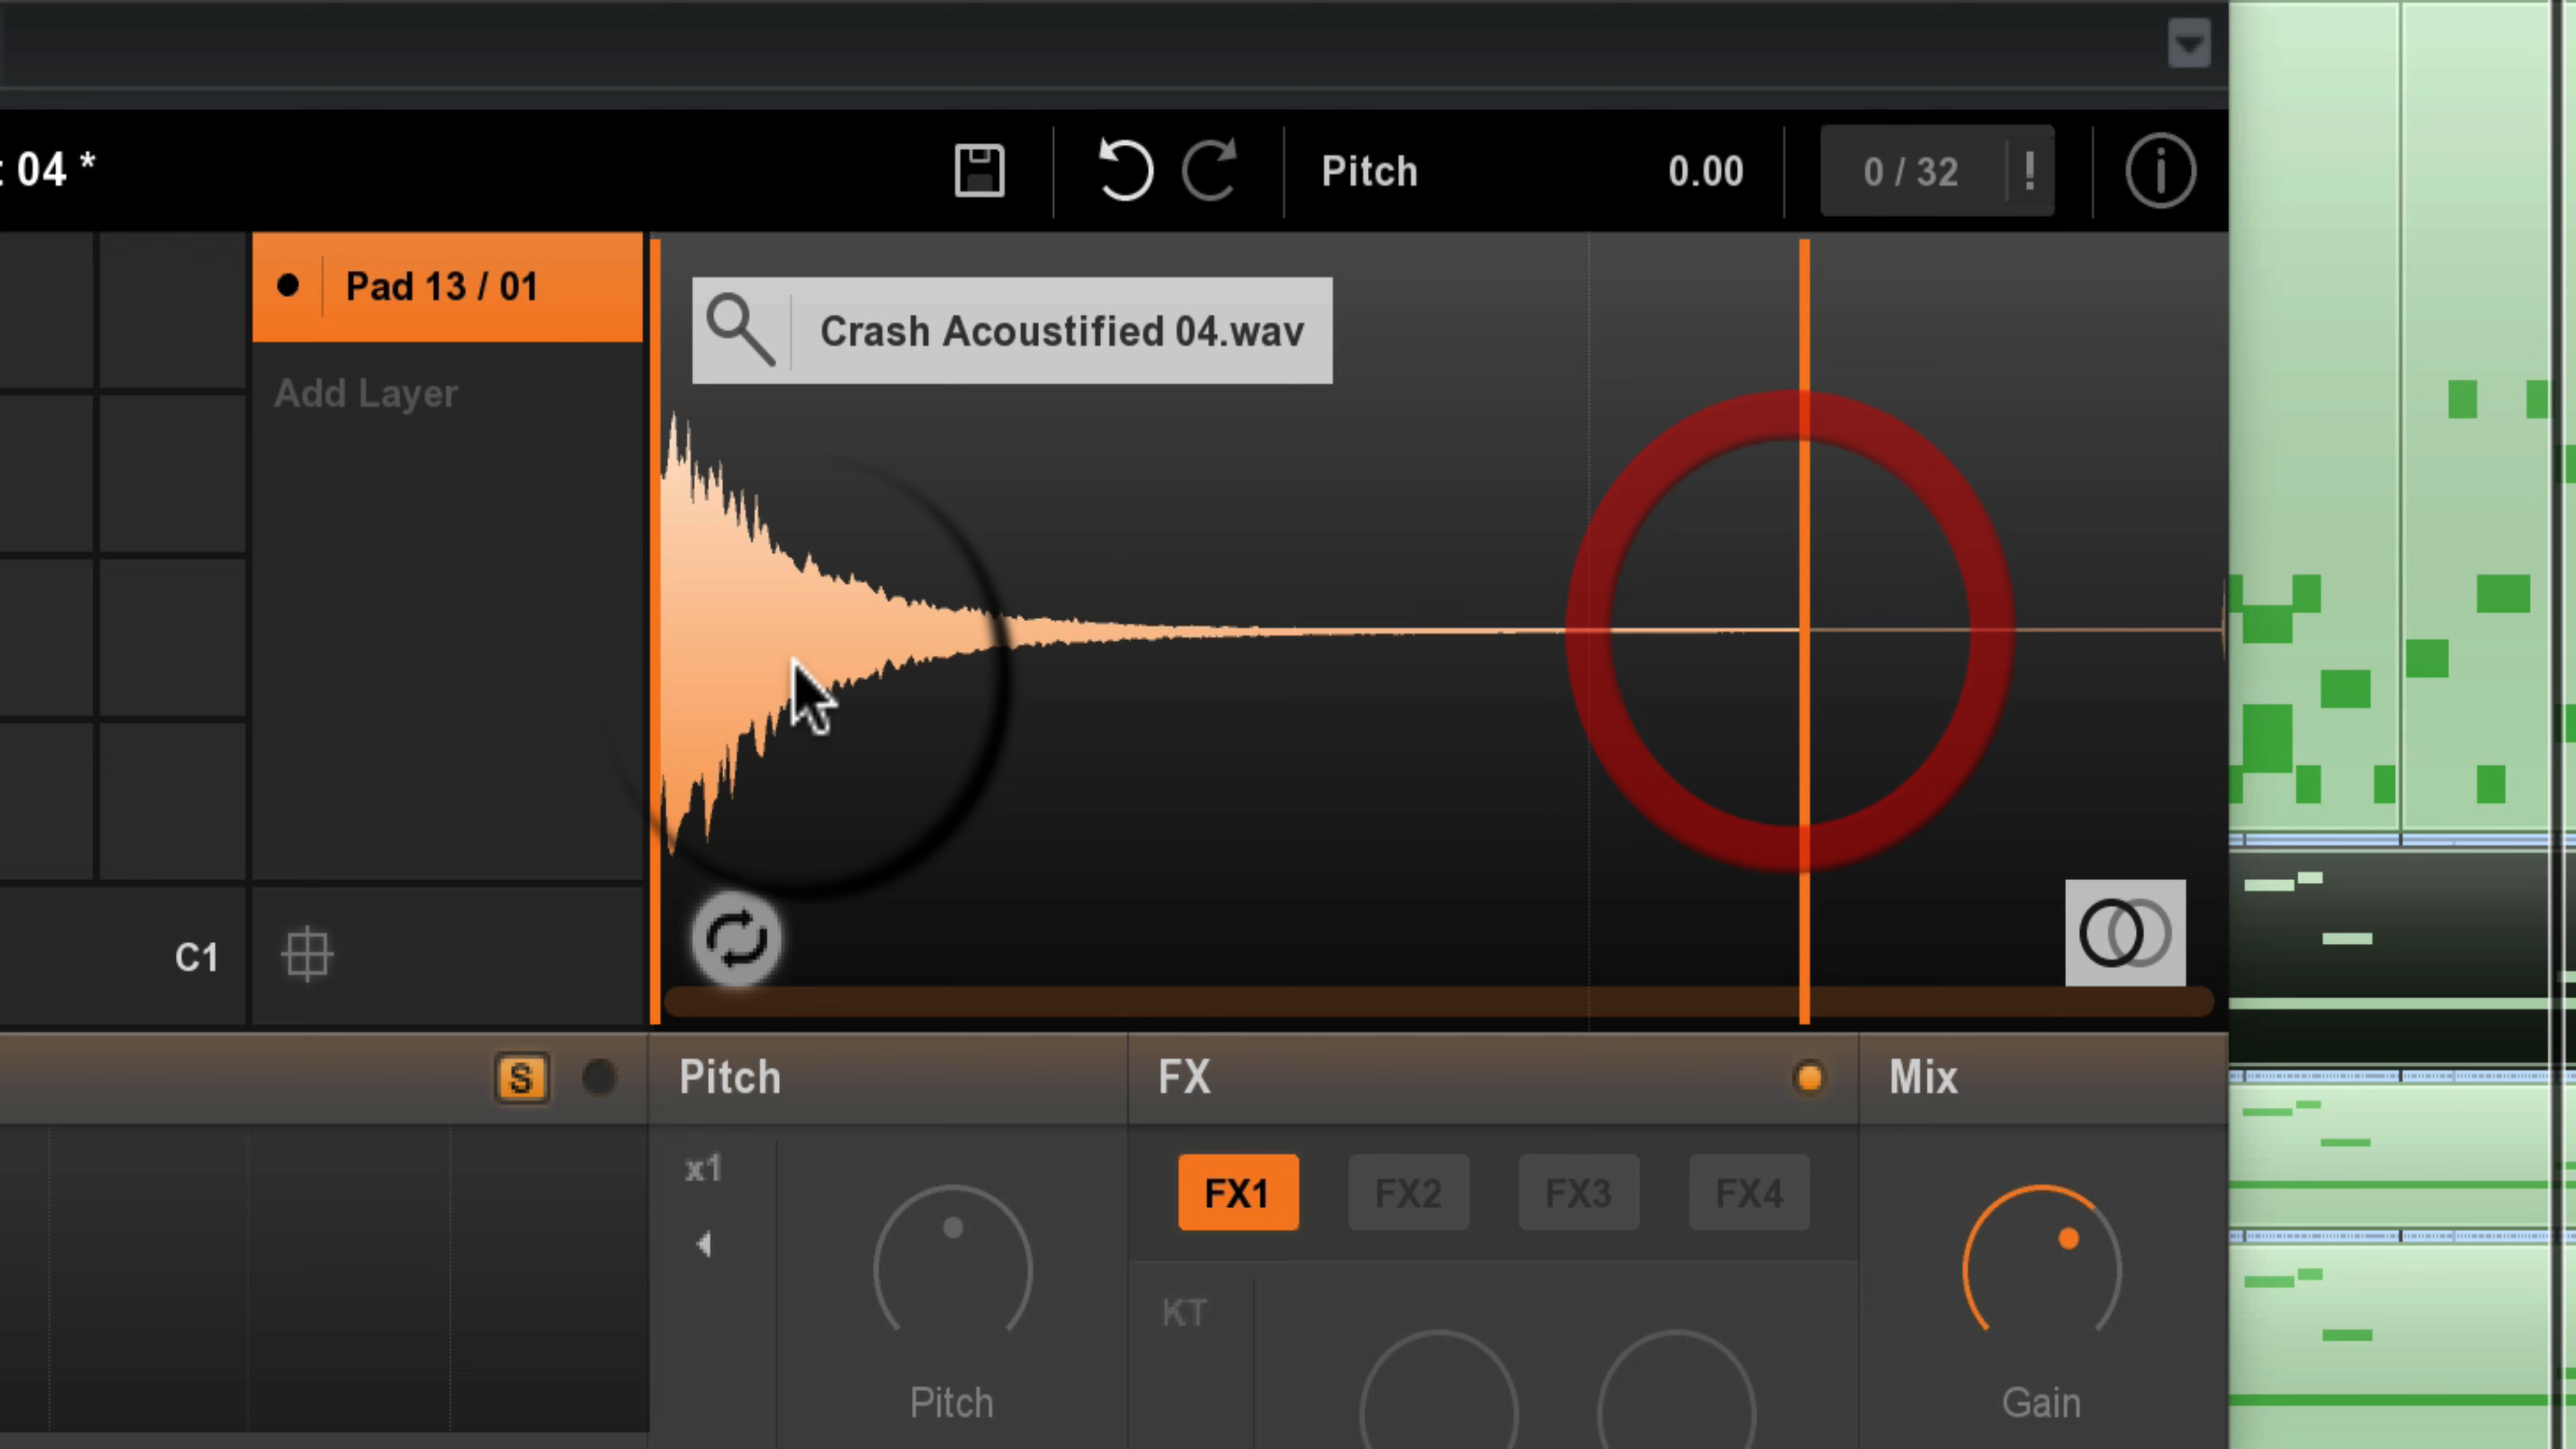 : 04 *
Pitch 0.00
0 / 32 !
i
Pad 13 / 01
Crash Acoustified 04.wav
Add Layer
C1
S
Pitch
FX
Mix
x1
FX1 FX2 FX3 FX4
KT
Pitch
Gain